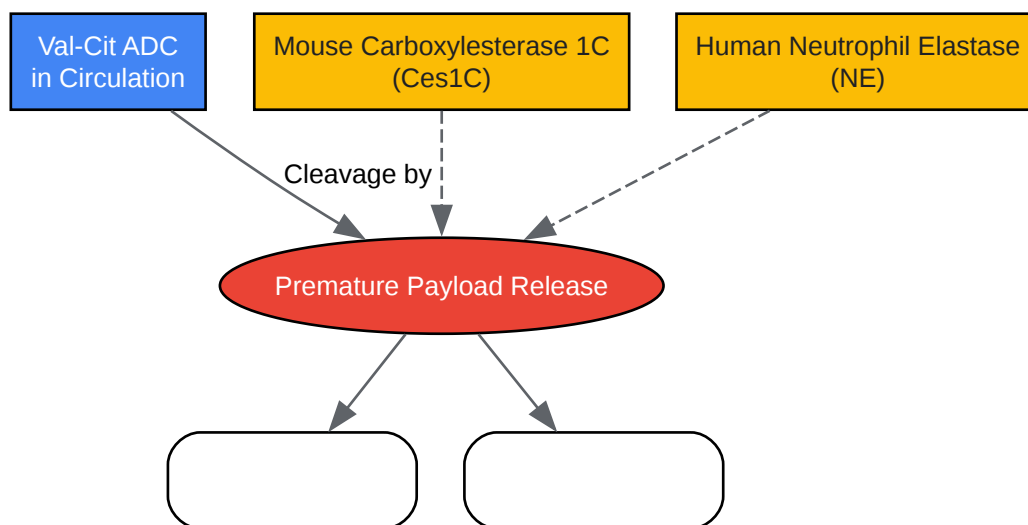 Val-Cit ADC
in Circulation
Mouse Carboxylesterase 1C
(Ces1C)
Human Neutrophil Elastase
(NE)
Cleavage by
Premature Payload Release